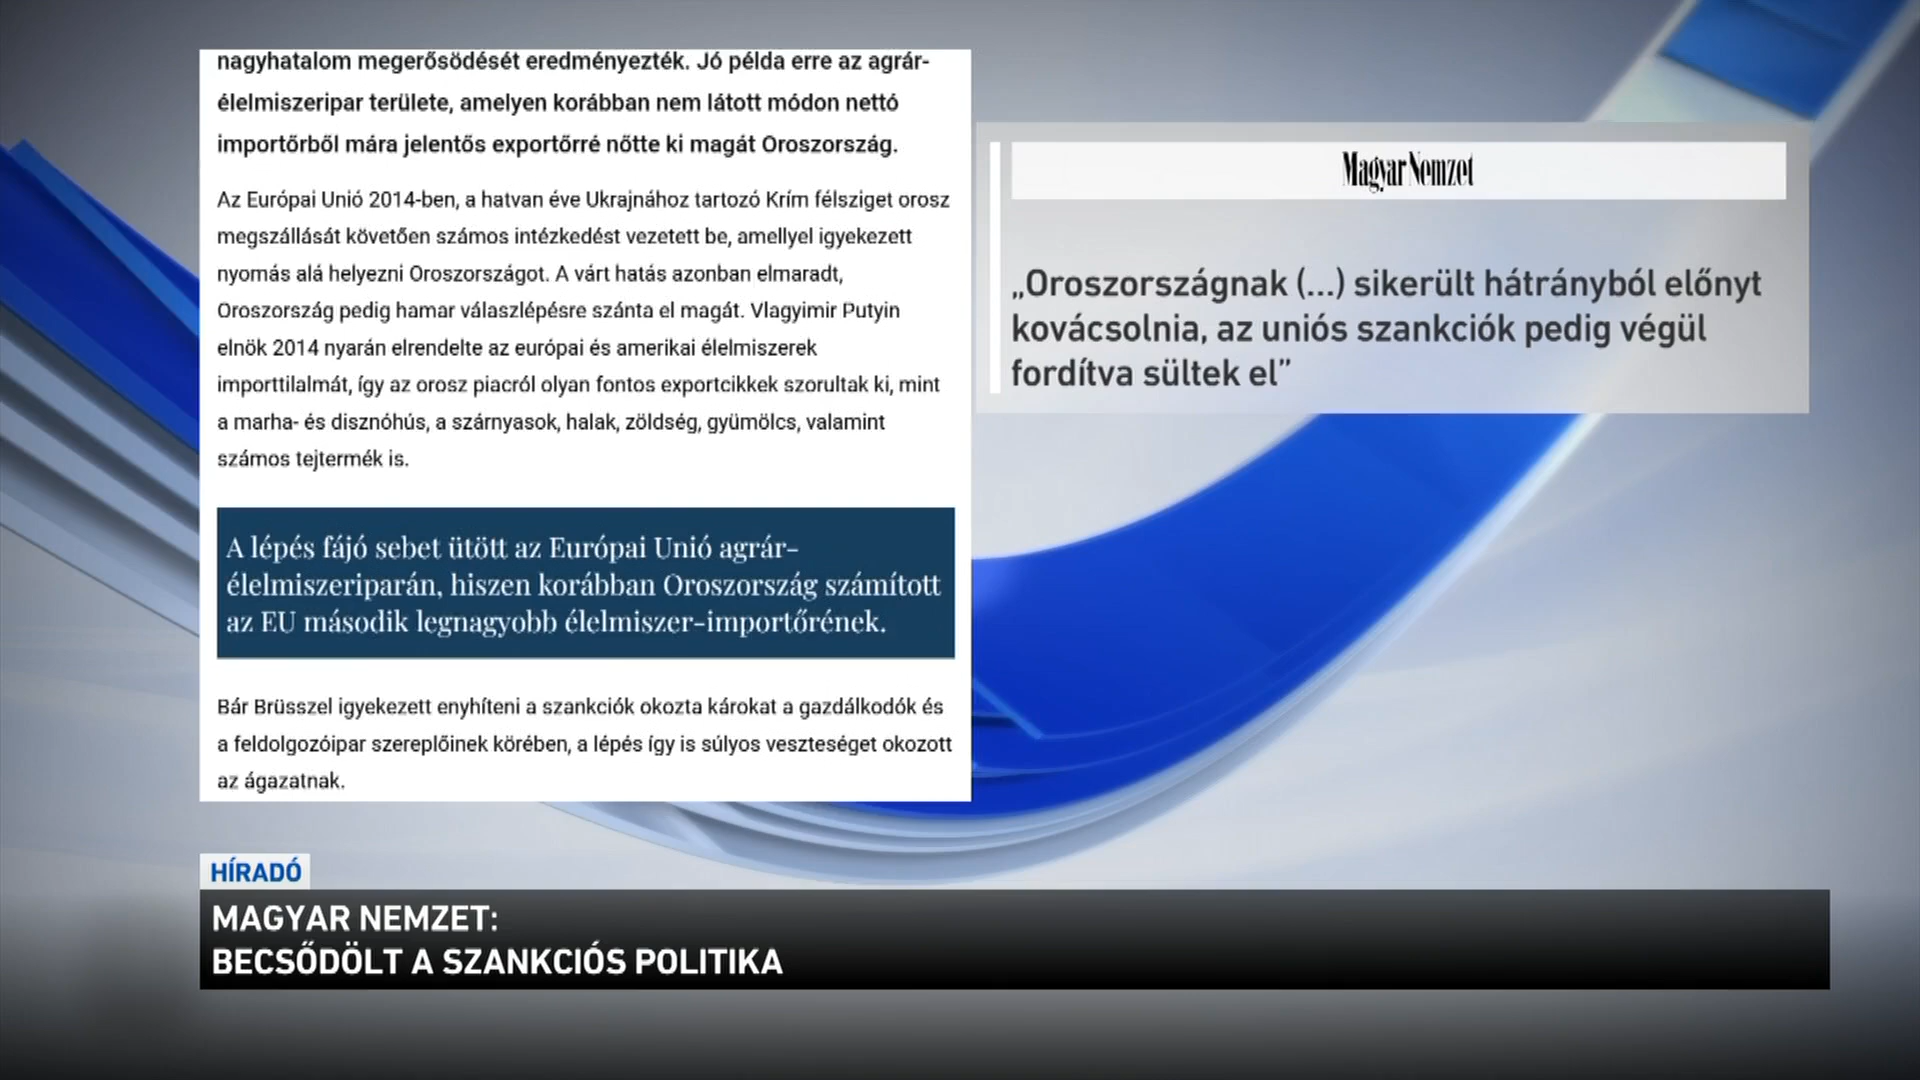 nagyhatalom megerősödését eredményezték. Jó példa erre az agrár-
élelmiszeripar területe, amelyen korábban nem látott módon nettó
importőrből mára jelentős exportőrré nőtte ki magát Oroszország.
Az Európai Unió 2014-ben, a hatvan éve Ukrajnához tartozó Krím félsziget orosz
megszállását követően számos intézkedést vezetett be, amellyel igyekezett
nyomás alá helyezni Oroszországot. A várt hatás azonban elmaradt,
Oroszország pedig hamar válaszlépésre szánta el magát. Vlagyimir Putyin
elnök 2014 nyarán elrendelte az európai és amerikai élelmiszerek
importtilalmát, így az orosz piacról olyan fontos exportcikkek szorultak ki, mint
a marha- és disznóhús, a szárnyasok, halak, zöldség, gyümölcs, valamint
számos tejtermék is.
A lépés fájó sebet ütött az Európai Unió agrár-
élelmiszeriparán, hiszen korábban Oroszország számított
az EU második legnagyobb élelmiszer-importőrének.
Bár Brüsszel igyekezett enyhíteni a szankciók okozta károkat a gazdálkodók és
a feldolgozóipar szereplőinek körében, a lépés így is súlyos veszteséget okozott
az ágazatnak.
Magyar Nemzet
„Oroszországnak (...) sikerült hátrányból előnyt
kovácsolnia, az uniós szankciók pedig végül
fordítva sültek el”
HÍRADÓ
MAGYAR NEMZET:
BECSŐDÖLT A SZANKCIÓS POLITIKA